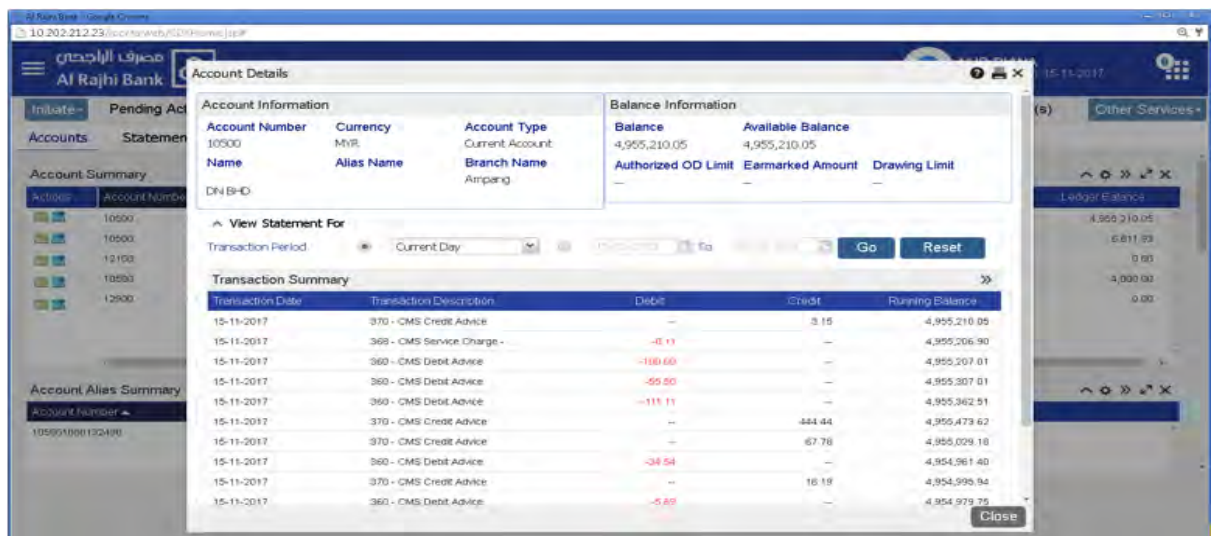 Al Rajhi Bank - Google Chrome
10.202.212.23
مصرف الراجحي
Al Rajhi Bank
15-11-2017
Initiate
Pending Act
(s)
Other Services
Accounts
Statemen
Account Summary
Actions
Account Numbe
Ledger Balance
10500
4,955,210.05
10500
6,811.93
12100
0.00
10500
4,000.00
12900
0.00
Account Alias Summary
Account Number
Account Details
Account Information
Account Number
Currency
Account Type
10500
MYR
Current Account
Name
Alias Name
Branch Name
Ampang
DN BHD
Balance Information
Balance
Available Balance
4,955,210.05
4,955,210.05
Authorized OD Limit
Earmarked Amount
Drawing Limit
--
--
--
View Statement For
Transaction Period
Current Day
To
Go
Reset
Transaction Summary
Transaction Date
Transaction Description
Debit
Credit
Running Balance
15-11-2017 370 - CMS Credit Advice -- 3.15 4,955,210.05
15-11-2017 368 - CMS Service Charge - -0.11 -- 4,955,206.90
15-11-2017 360 - CMS Debit Advice -100.00 -- 4,955,207.01
15-11-2017 360 - CMS Debit Advice -55.50 -- 4,955,307.01
15-11-2017 360 - CMS Debit Advice -111.11 -- 4,955,362.51
15-11-2017 370 - CMS Credit Advice -- 444.44 4,955,473.62
15-11-2017 370 - CMS Credit Advice -- 67.78 4,955,029.18
15-11-2017 360 - CMS Debit Advice -34.54 -- 4,954,961.40
15-11-2017 370 - CMS Credit Advice -- 16.19 4,954,995.94
15-11-2017 360 - CMS Debit Advice 4,954,979.75
Close